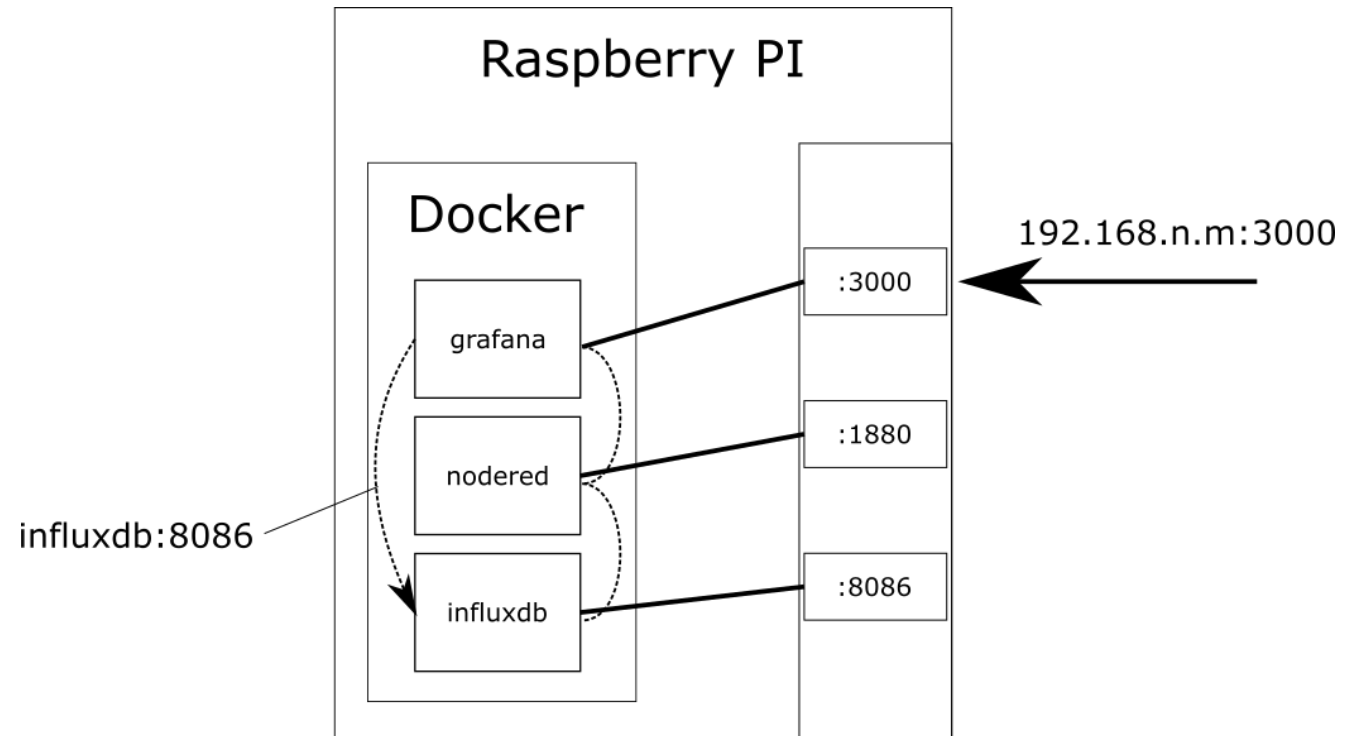 Raspberry PI
Docker
192.168.n.m:3000
:3000
grafana
:1880
nodered
influxdb:8086
:8086
influxdb